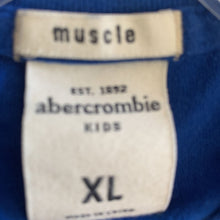 muscle
EST. 1892
abercrombie
KIDS
XL